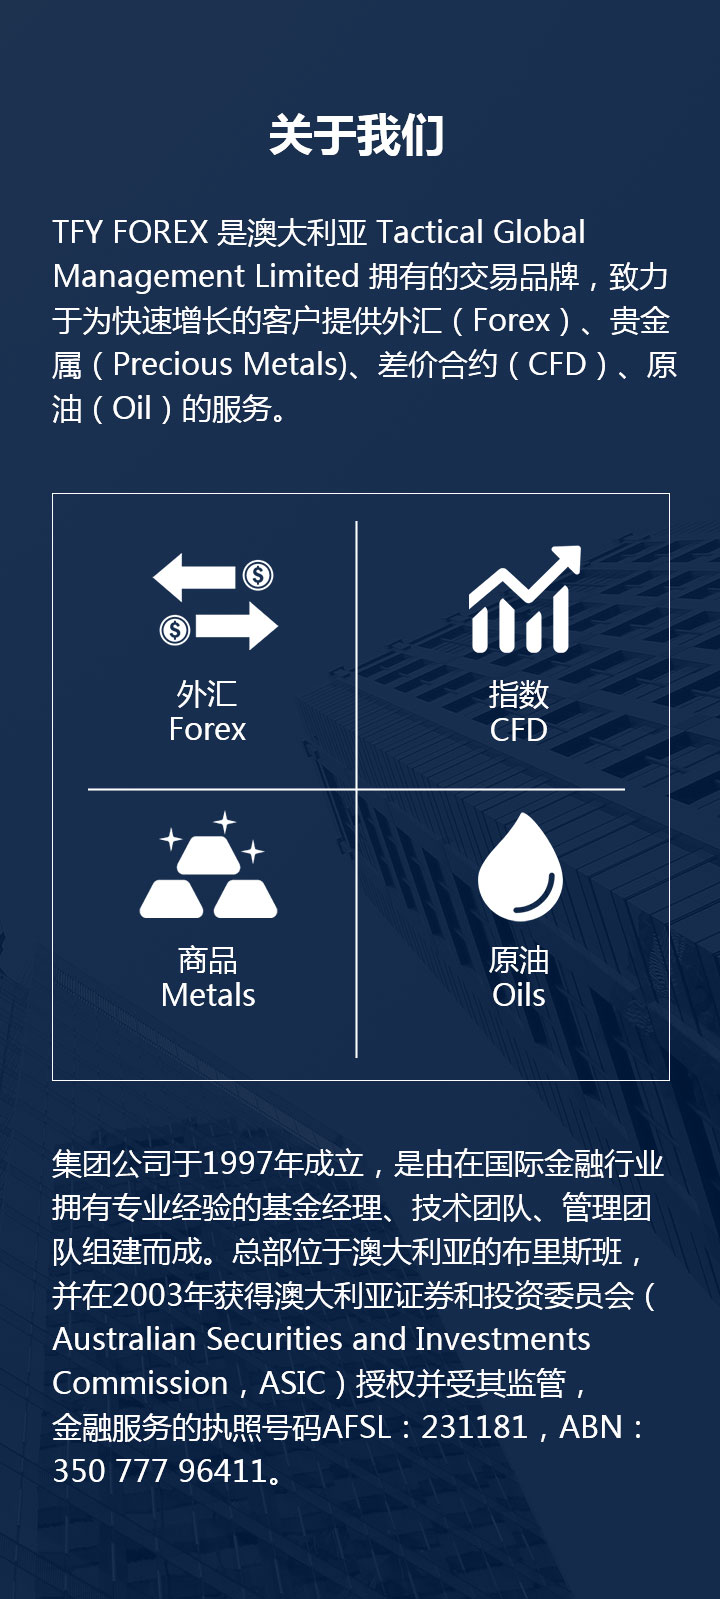 关于我们
TFY FOREX 是澳大利亚 Tactical Global
Management Limited 拥有的交易品牌，致力
于为快速增长的客户提供外汇（Forex）、贵金
属（Precious Metals)、差价合约（CFD）、原
油（Oil）的服务。
外汇
Forex
指数
CFD
商品
Metals
原油
Oils
集团公司于1997年成立，是由在国际金融行业
拥有专业经验的基金经理、技术团队、管理团
队组建而成。总部位于澳大利亚的布里斯班，
并在2003年获得澳大利亚证券和投资委员会（
Australian Securities and Investments
Commission，ASIC）授权并受其监管，
金融服务的执照号码AFSL：231181，ABN：
350 777 96411。